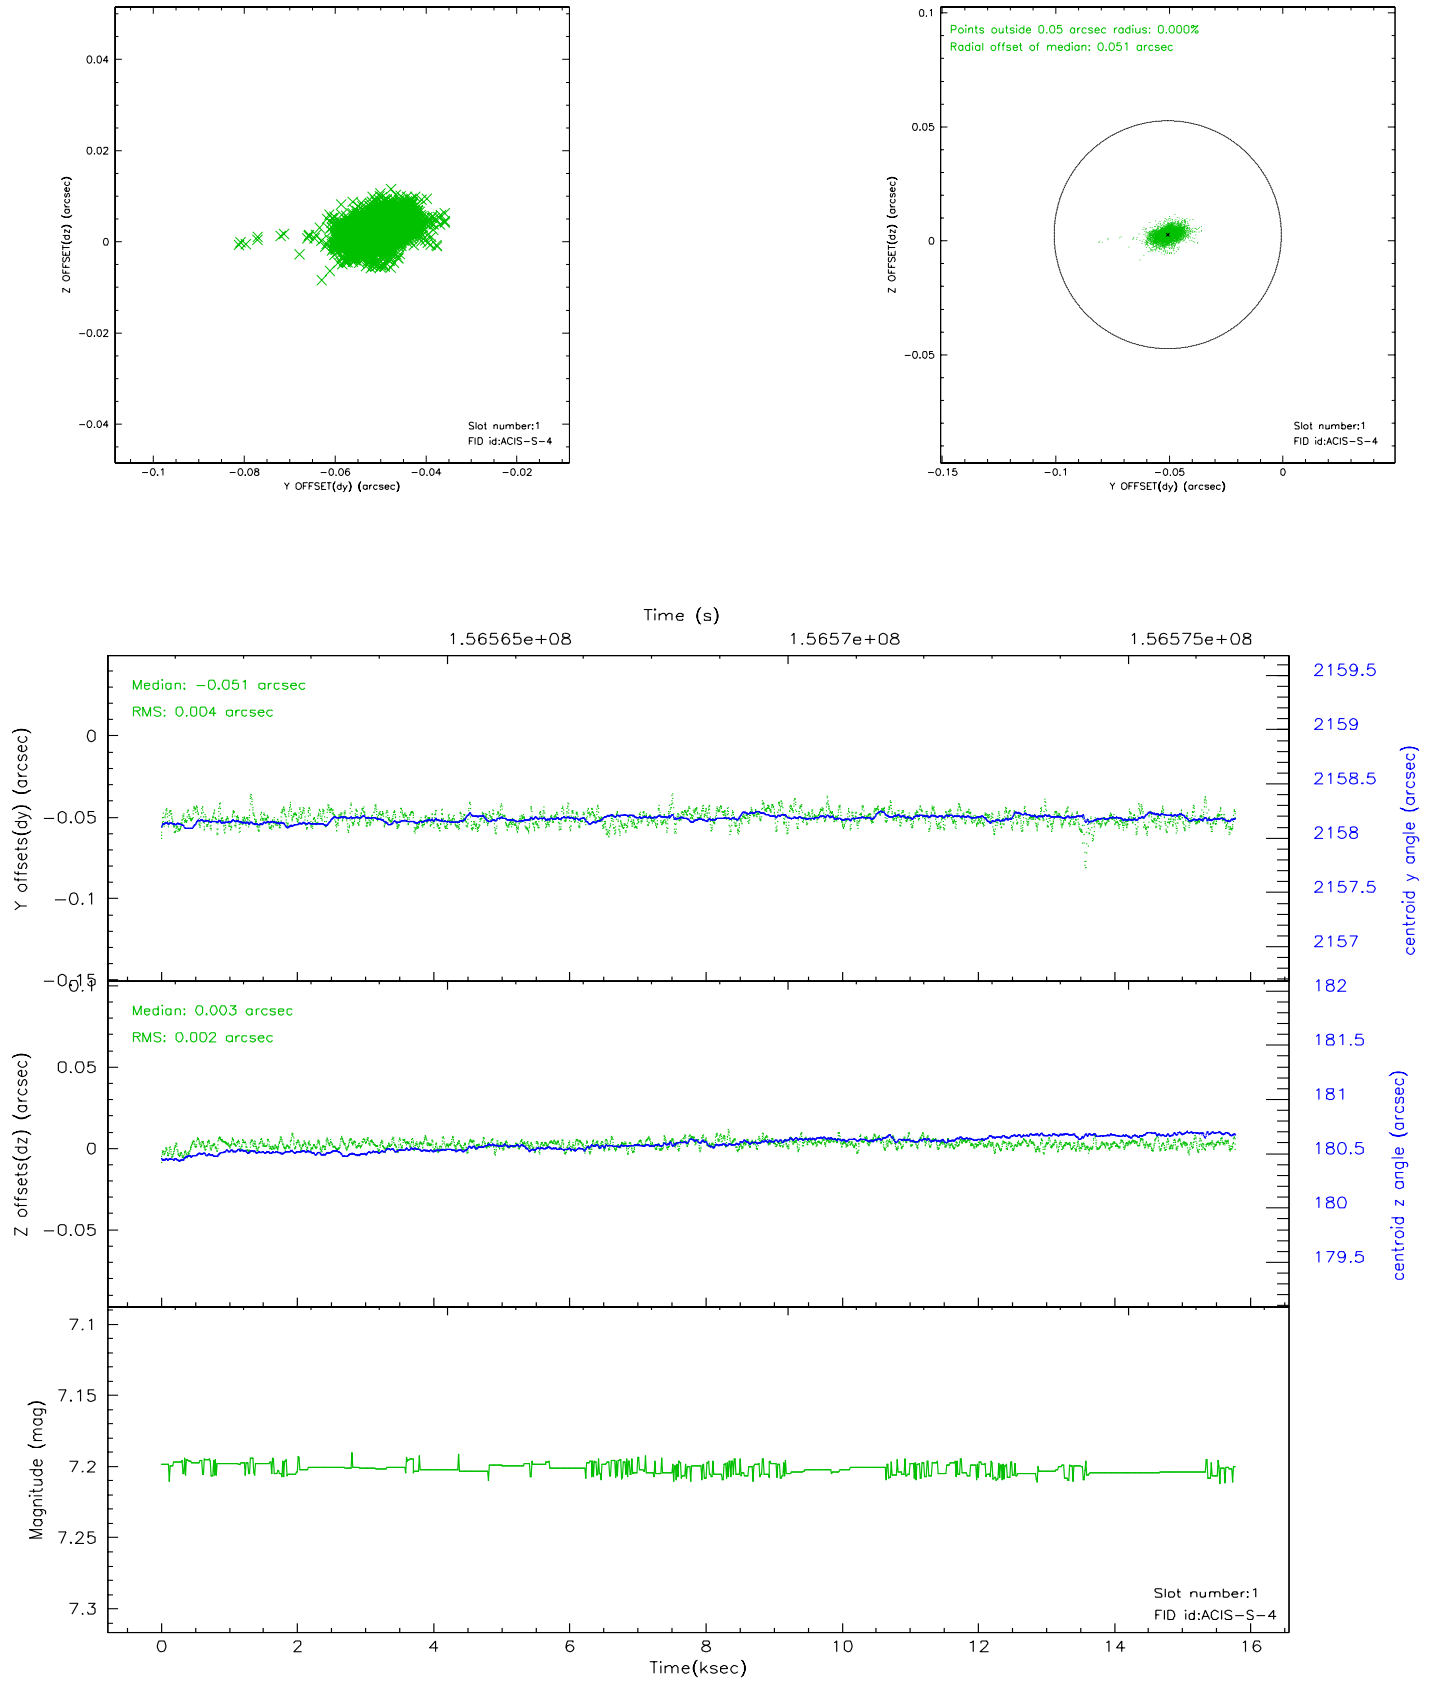 0.04
0.02
0
−0.02
−0.04
Z OFFSET(dz) (arcsec)
Slot number:1
FID id:ACIS−S−4
−0.1
−0.08
−0.06
−0.04
−0.02
Y OFFSET(dy) (arcsec)
0.1
0.05
0
−0.05
Z OFFSET(dz) (arcsec)
Points outside 0.05 arcsec radius: 0.000%
Radial offset of median: 0.051 arcsec
Slot number:1
FID id:ACIS−S−4
−0.15
−0.1
−0.05
0
Y OFFSET(dy) (arcsec)
Time (s)
1.56565e+08
1.5657e+08
1.56575e+08
Median: −0.051 arcsec
RMS: 0.004 arcsec
0
−0.05
−0.1
−0.15
Y offsets(dy) (arcsec)
2159.5
2159
2158.5
2158
2157.5
2157
centroid y angle (arcsec)
Median: 0.003 arcsec
RMS: 0.002 arcsec
0.1
0.05
0
−0.05
Z offsets(dz) (arcsec)
182
181.5
181
180.5
180
179.5
centroid z angle (arcsec)
7.1
7.15
7.2
7.25
7.3
Magnitude (mag)
Slot number:1
FID id:ACIS−S−4
0
2
4
6
8
10
12
14
16
Time(ksec)